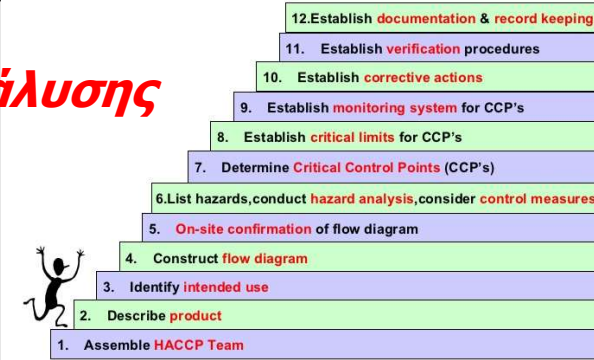 12.Establish documentation & record keeping
11. Establish verification procedures
10. Establish corrective actions
άλυσης
9. Establish monitoring system for CCP's
8. Establish critical limits for CCP's
7. Determine Critical Control Points (CCP's)
6.List hazards,conduct hazard analysis,consider control measures
5. On-site confirmation of flow diagram
4. Construct flow diagram
3. Identify intended use
2. Describe product
1. Assemble HACCP Team